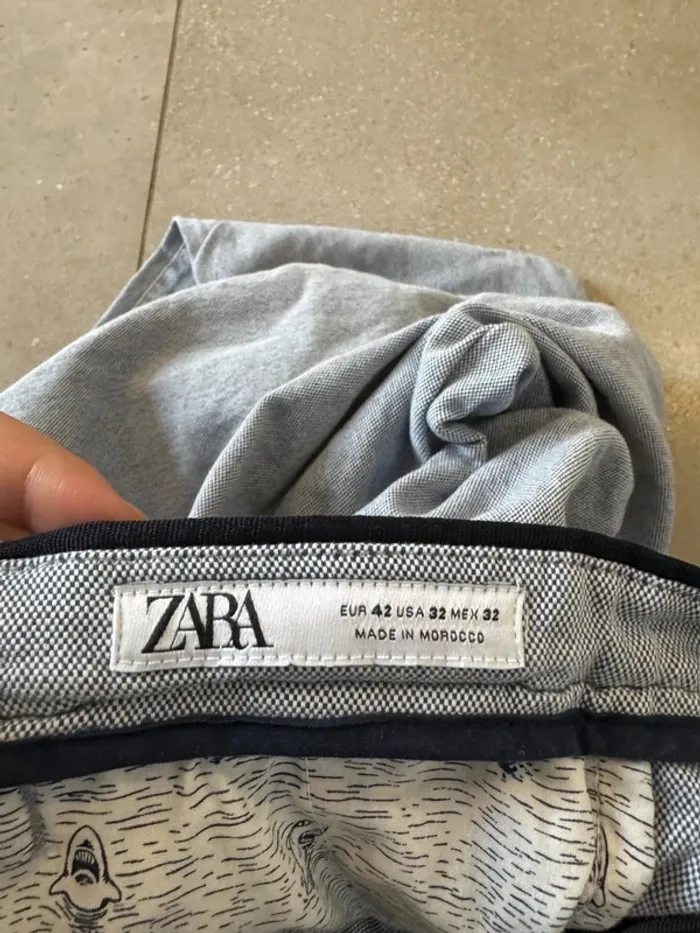 ZARA
EUR 42 USA 32 MEX 32
MADE IN MOROCCO